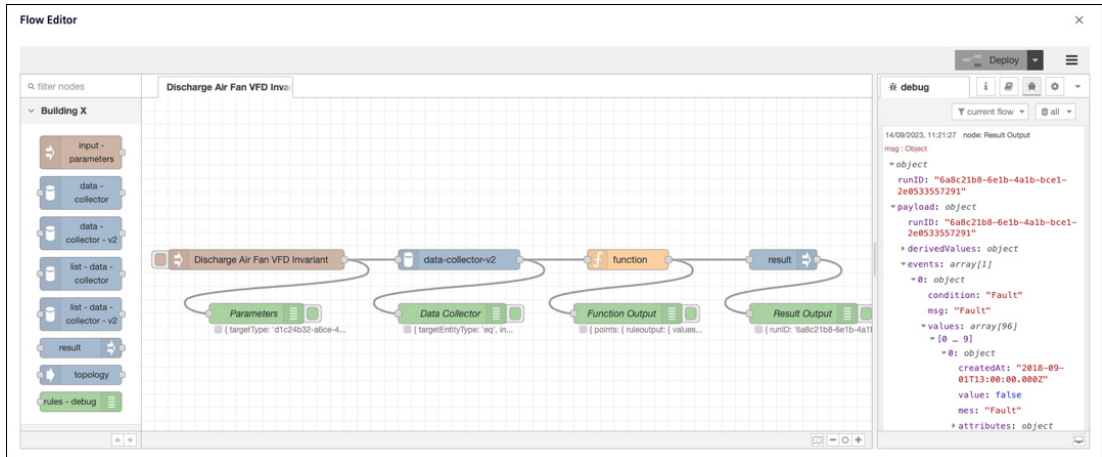 Flow Editor
×
Deploy
filter nodes
Discharge Air Fan VFD Inva
debug
i
Building X
current flow
all
input -
parameters
data -
collector
data -
collector - v2
list - data -
collector
list - data -
collector - v2
result
topology
rules - debug
Discharge Air Fan VFD Invariant
data-collector-v2
f function
result
Parameters
Data Collector
Function Output
Result Output
{ targetType: 'd1c24b32-a6ce-4...
{ targetEntityType: 'eq', in...
{ points: { ruleoutput: { values...
{ runID: '6a8c21b8-6e1b-4a1
14/09/2023, 11:21:27 node: Result Output
msg : Object
object
runID: "6a8c21b8-6e1b-4a1b-bce1-
2e0533557291"
payload: object
runID: "6a8c21b8-6e1b-4a1b-bce1-
2e0533557291"
derivedValues: object
events: array[1]
0: object
condition: "Fault"
msg: "Fault"
values: array[96]
[0 … 9]
0: object
createdAt: "2018-09-
01T13:00:00.000Z"
value: false
mes: "Fault"
attributes: object